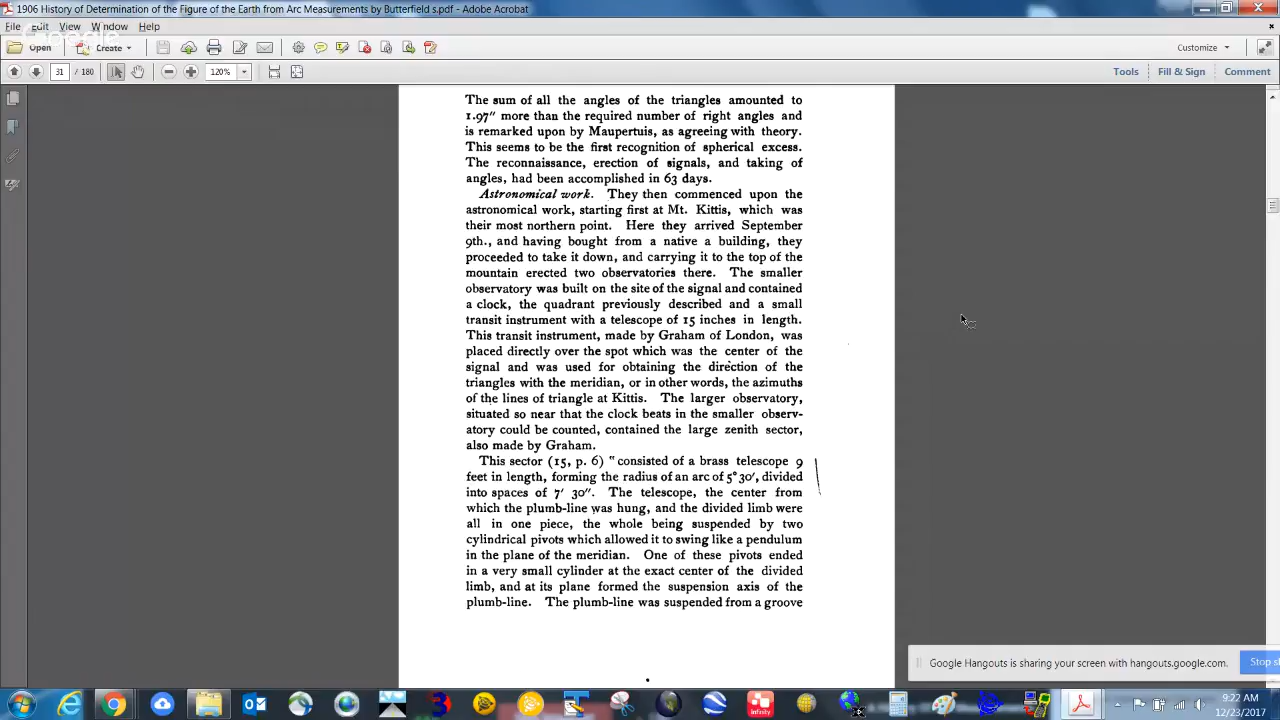 1906 History of Determination of the Figure of the Earth from Arc Measurements by Butterfield s.pdf - Adobe Acrobat
File Edit View Window Help
Google
Open Create Customize
31 / 180 120% Tools Fill & Sign Comment
The sum of all the angles of the triangles amounted to
1.97" more than the required number of right angles and
is remarked upon by Maupertuis, as agreeing with theory.
This seems to be the first recognition of spherical excess.
The reconnaissance, erection of signals, and taking of
angles, had been accomplished in 63 days.
Astronomical work. They then commenced upon the
astronomical work, starting first at Mt. Kittis, which was
their most northern point. Here they arrived September
9th., and having bought from a native a building, they
proceeded to take it down, and carrying it to the top of the
mountain erected two observatories there. The smaller
observatory was built on the site of the signal and contained
a clock, the quadrant previously described and a small
transit instrument with a telescope of 15 inches in length.
This transit instrument, made by Graham of London, was
placed directly over the spot which was the center of the
signal and was used for obtaining the direction of the
triangles with the meridian, or in other words, the azimuths
of the lines of triangle at Kittis. The larger observatory,
situated so near that the clock beats in the smaller observ-
atory could be counted, contained the large zenith sector,
also made by Graham.
This sector (15, p. 6) "consisted of a brass telescope 9
feet in length, forming the radius of an arc of 5° 30', divided
into spaces of 7' 30". The telescope, the center from
which the plumb-line was hung, and the divided limb were
all in one piece, the whole being suspended by two
cylindrical pivots which allowed it to swing like a pendulum
in the plane of the meridian. One of these pivots ended
in a very small cylinder at the exact center of the divided
limb, and at its plane formed the suspension axis of the
plumb-line. The plumb-line was suspended from a groove
Google Hangouts is sharing your screen with hangouts.google.com. Stop
infinity
9:22 AM
12/23/2017